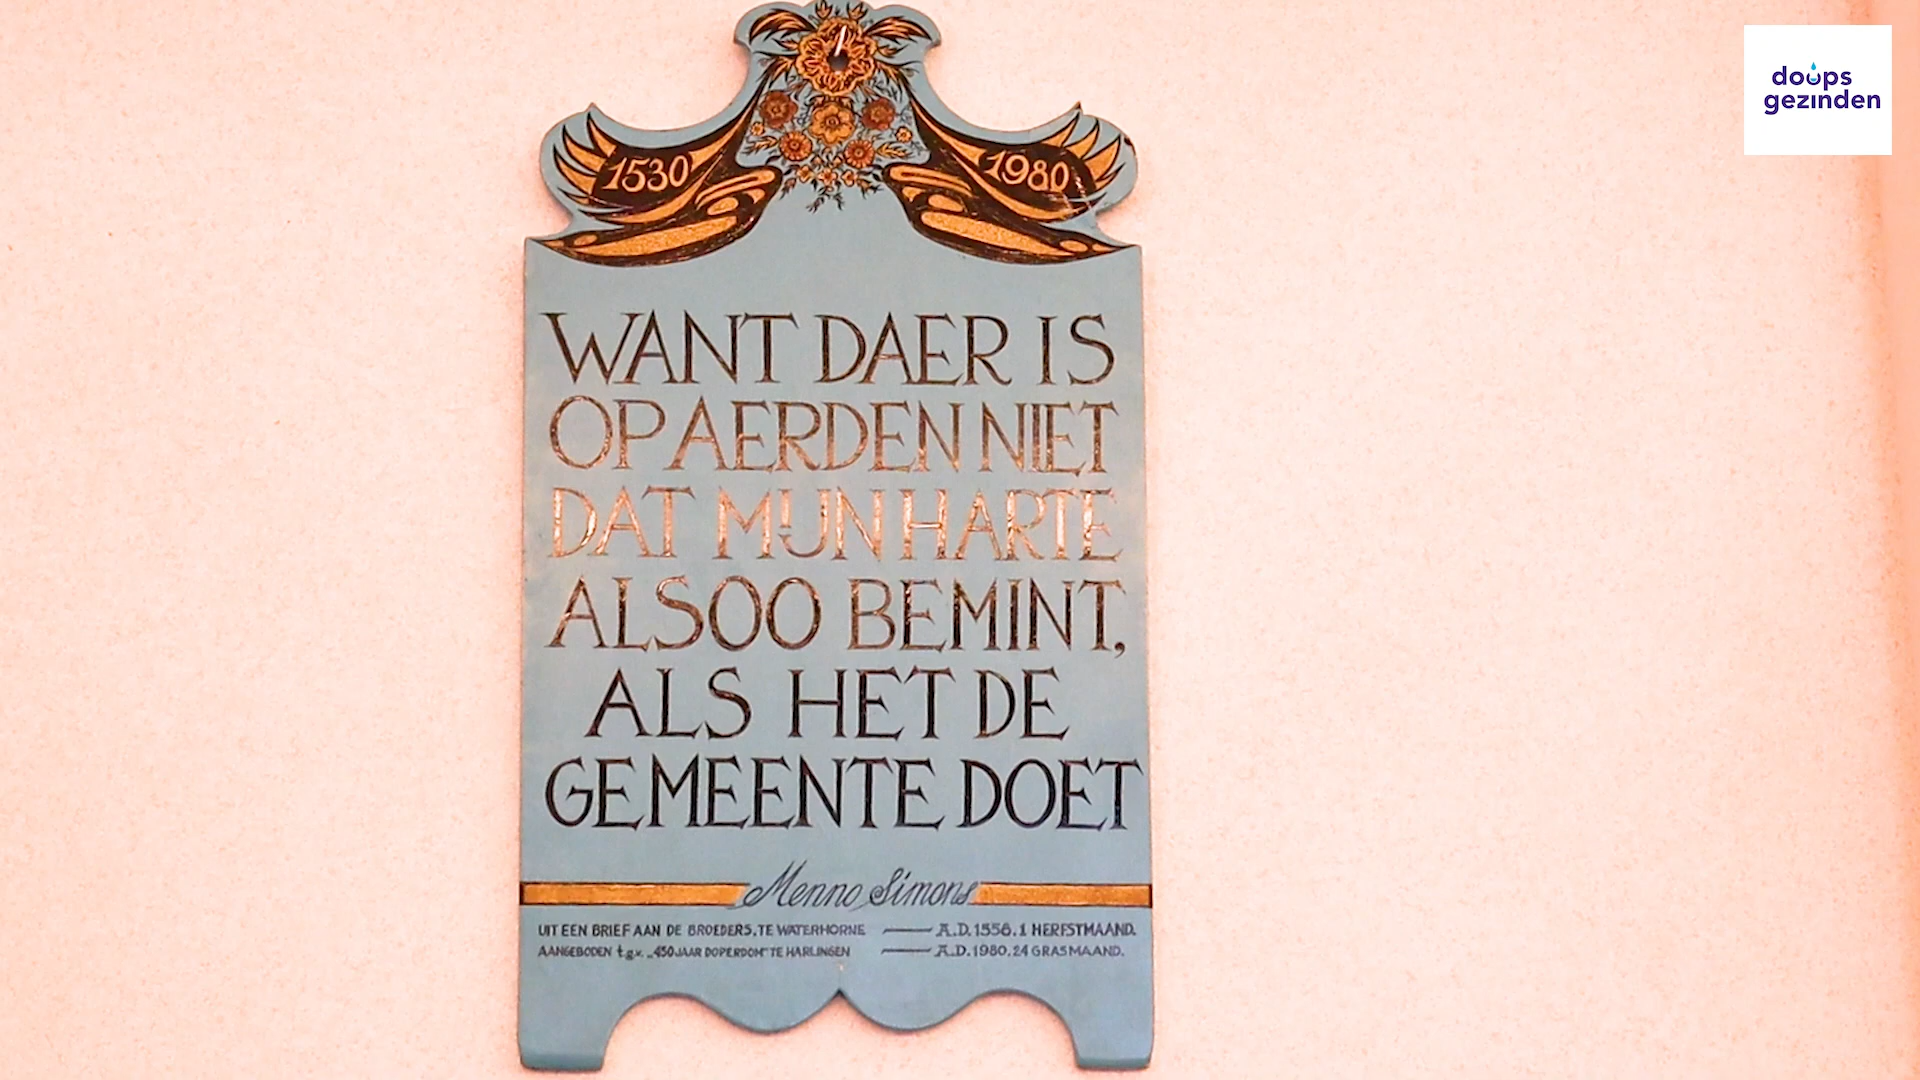 doops
gezinden
1530 1980
WANT DAER IS
OP AERDEN NIET
DAT MIJN HARTE
ALSOO BEMINT,
ALS HET DE
GEMEENTE DOET
Menno Simons
UIT EEN BRIEF AAN DE BROEDERS, TE WATERHORNE — A.D. 1556. 1 HERFSTMAAND.
AANGEBODEN t.g.v. „450 JAAR DOPERDOM" TE HARLINGEN — A.D. 1980. 24 GRASMAAND.